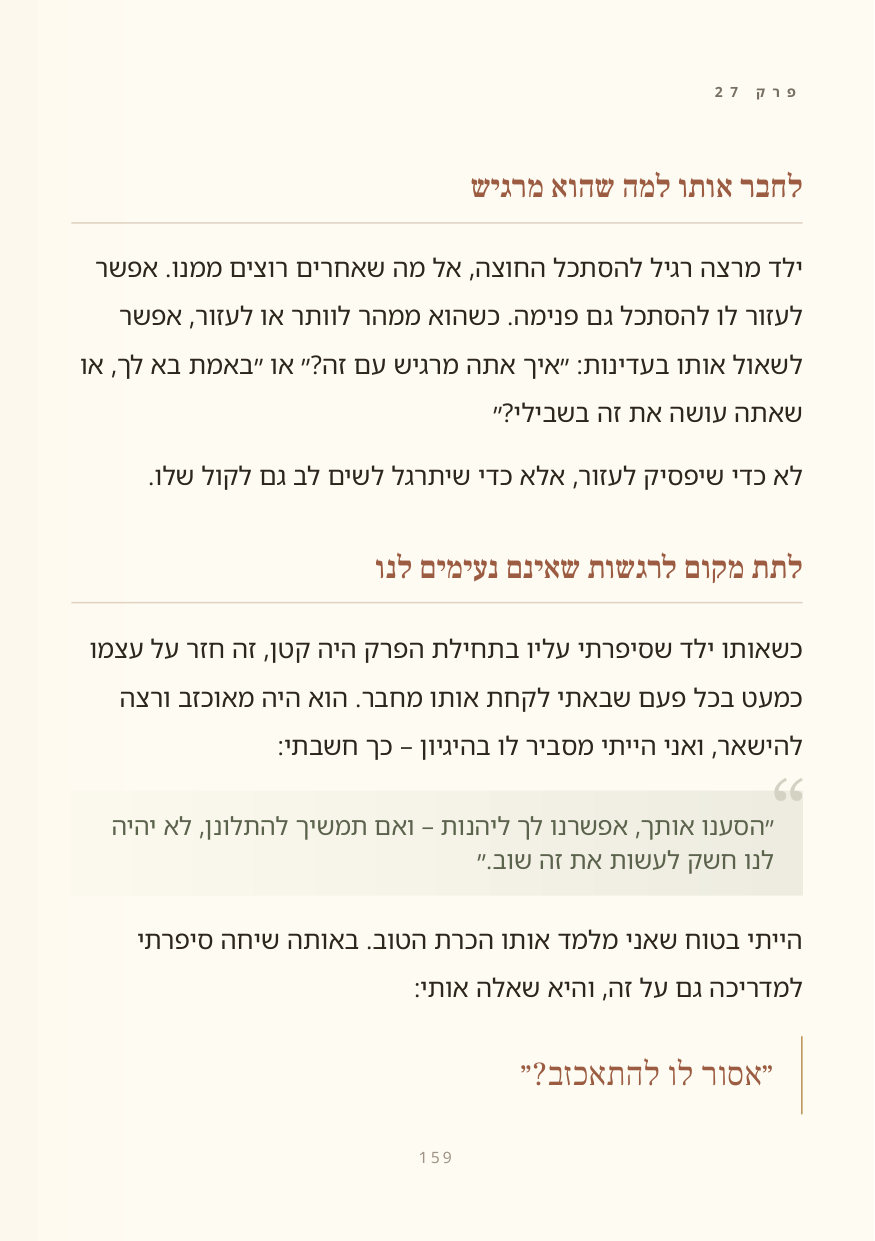 פרק 27
לחבר אותו למה שהוא מרגיש
ילד מרצה רגיל להסתכל החוצה, אל מה שאחרים רוצים ממנו. אפשר
לעזור לו להסתכל גם פנימה. כשהוא ממהר לוותר או לעזור, אפשר
לשאול אותו בעדינות: ״איך אתה מרגיש עם זה?״ או ״באמת בא לך, או
שאתה עושה את זה בשבילי?״
לא כדי שיפסיק לעזור, אלא כדי שיתרגל לשים לב גם לקול שלו.
לתת מקום לרגשות שאינם נעימים לנו
כשאותו ילד שסיפרתי עליו בתחילת הפרק היה קטן, זה חזר על עצמו
כמעט בכל פעם שבאתי לקחת אותו מחבר. הוא היה מאוכזב ורצה
להישאר, ואני הייתי מסביר לו בהיגיון – כך חשבתי:
״הסענו אותך, אפשרנו לך ליהנות – ואם תמשיך להתלונן, לא יהיה
לנו חשק לעשות את זה שוב.״
הייתי בטוח שאני מלמד אותו הכרת הטוב. באותה שיחה סיפרתי
למדריכה גם על זה, והיא שאלה אותי:
״אסור לו להתאכזב?״
159